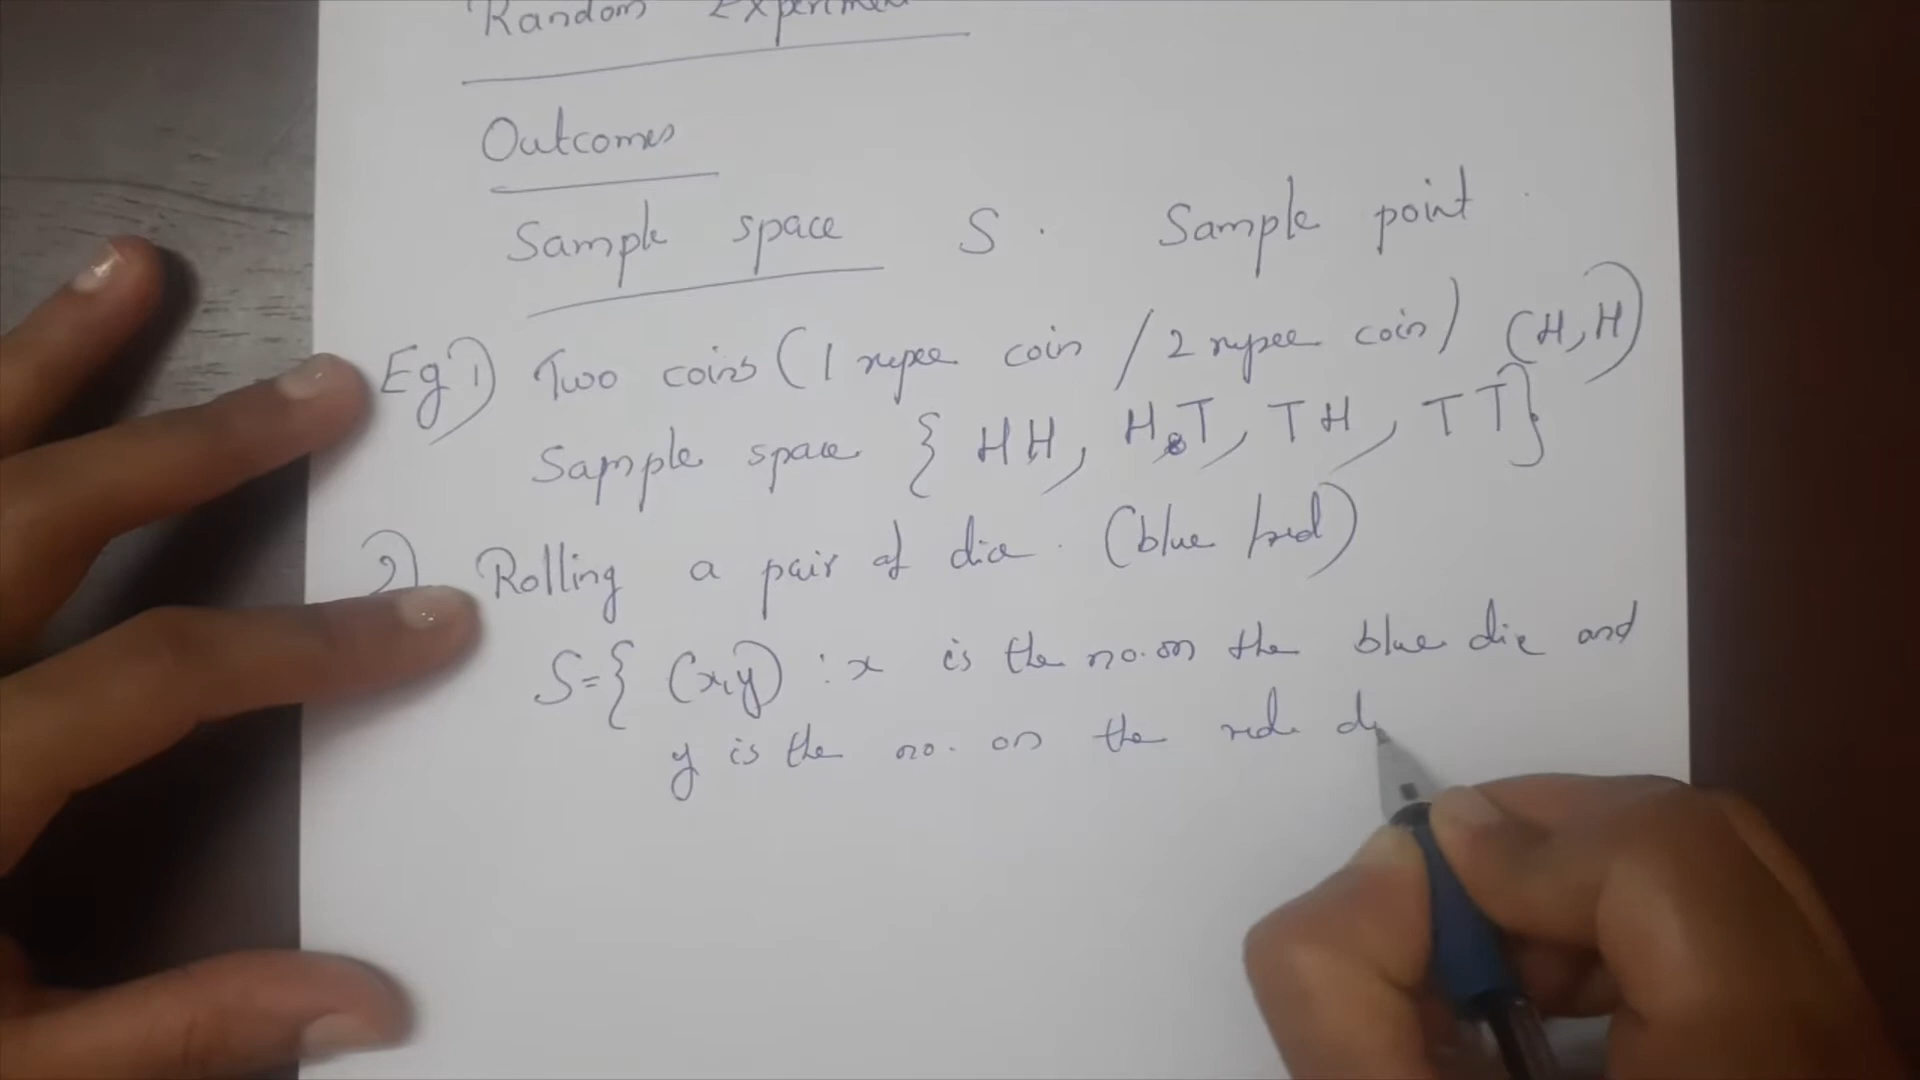 Random Experiment
Outcomes
Sample space S. Sample point.
Eg 1) Two coins (1 rupee coin / 2 rupee coin) (H,H)
Sample space { HH, HT, TH, TT}
2) Rolling a pair of dice. (blue/red)
S={ (x,y) : x is the no. on the blue die and
y is the no. on the red d